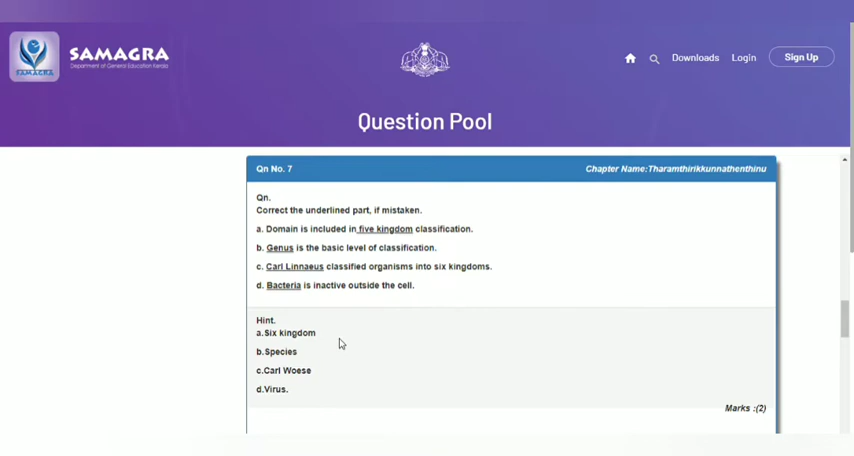 SAMAGRA
Department of General Education Kerala
SAMAGRA
Downloads
Login
Sign Up
Question Pool
Qn No. 7
Chapter Name:Tharamthirikkunnathenthinu
Qn.
Correct the underlined part, if mistaken.
a. Domain is included in five kingdom classification.
b. Genus is the basic level of classification.
c. Carl Linnaeus classified organisms into six kingdoms.
d. Bacteria is inactive outside the cell.
Hint.
a.Six kingdom
b.Species
c.Carl Woese
d.Virus.
Marks :(2)